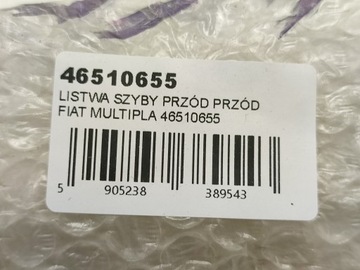 46510655
LISTWA SZYBY PRZÓD PRZÓD
FIAT MULTIPLA 46510655
5 905238 389543